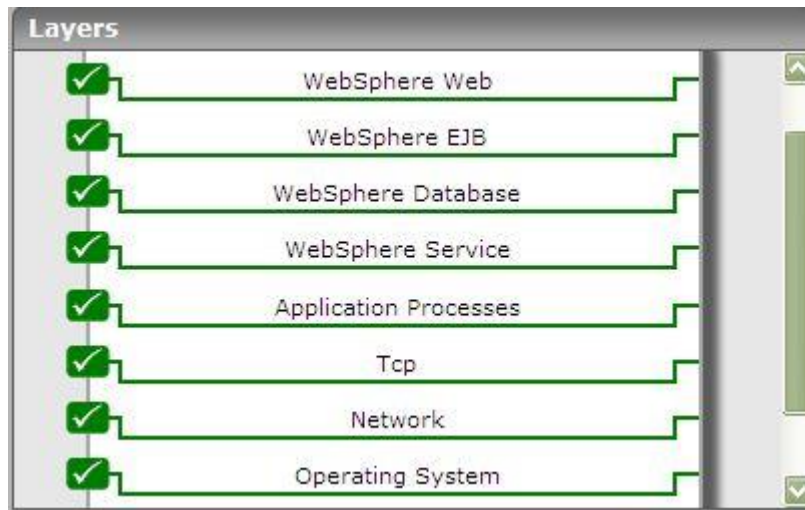 Layers
WebSphere Web
WebSphere EJB
WebSphere Database
WebSphere Service
Application Processes
Tcp
Network
Operating System